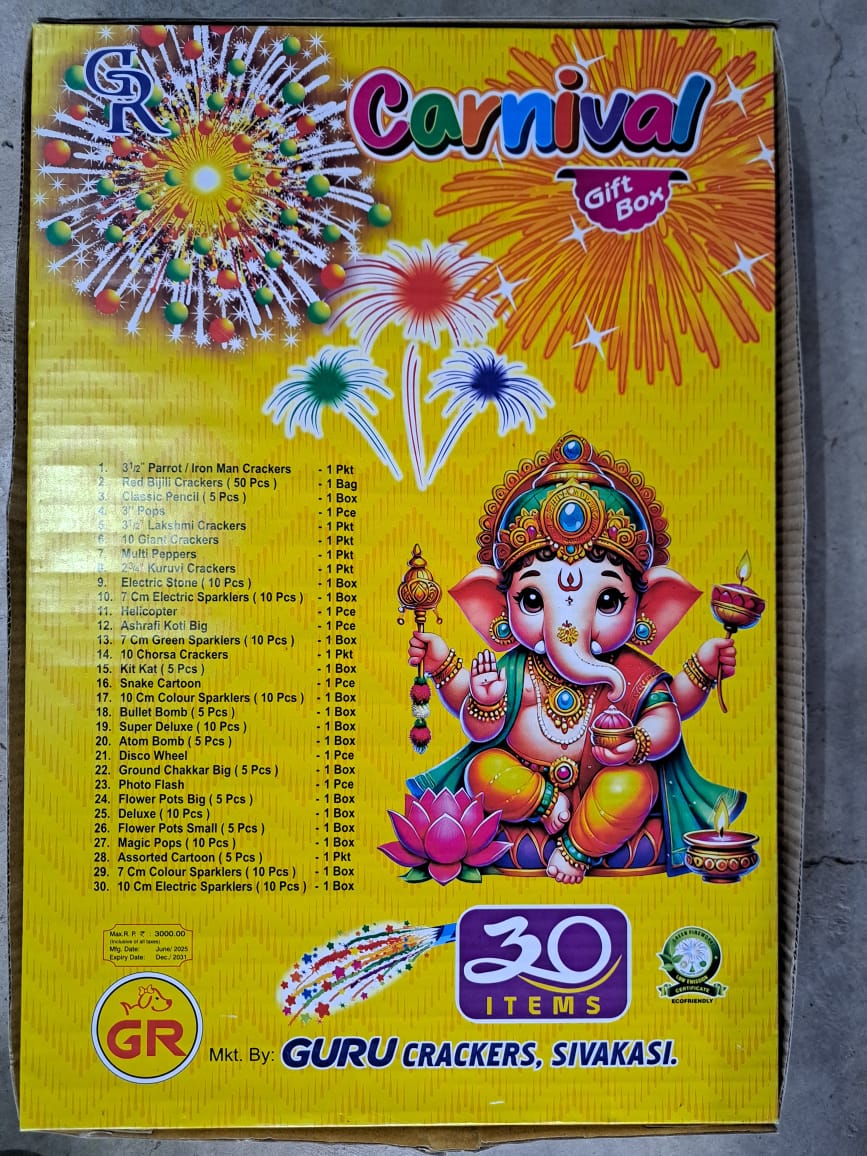 GR
Carnival
Gift
Box
1. 3½" Parrot / Iron Man Crackers - 1 Pkt
2. Red Bijili Crackers ( 50 Pcs ) - 1 Bag
3. Classic Pencil ( 5 Pcs ) - 1 Box
4. 3" Pops - 1 Pce
5. 3½" Lakshmi Crackers - 1 Pkt
6. 10 Giant Crackers - 1 Pkt
7. Multi Peppers - 1 Pkt
8. 2¾" Kuruvi Crackers - 1 Pkt
9. Electric Stone ( 10 Pcs ) - 1 Box
10. 7 Cm Electric Sparklers ( 10 Pcs ) - 1 Box
11. Helicopter - 1 Pce
12. Ashrafi Koti Big - 1 Pce
13. 7 Cm Green Sparklers ( 10 Pcs ) - 1 Box
14. 10 Chorsa Crackers - 1 Pkt
15. Kit Kat ( 5 Pcs ) - 1 Box
16. Snake Cartoon - 1 Pce
17. 10 Cm Colour Sparklers ( 10 Pcs ) - 1 Box
18. Bullet Bomb ( 5 Pcs ) - 1 Box
19. Super Deluxe ( 10 Pcs ) - 1 Box
20. Atom Bomb ( 5 Pcs ) - 1 Box
21. Disco Wheel - 1 Pce
22. Ground Chakkar Big ( 5 Pcs ) - 1 Box
23. Photo Flash - 1 Pce
24. Flower Pots Big ( 5 Pcs ) - 1 Box
25. Deluxe ( 10 Pcs ) - 1 Box
26. Flower Pots Small ( 5 Pcs ) - 1 Box
27. Magic Pops ( 10 Pcs ) - 1 Box
28. Assorted Cartoon ( 5 Pcs ) - 1 Pkt
29. 7 Cm Colour Sparklers ( 10 Pcs ) - 1 Box
30. 10 Cm Electric Sparklers ( 10 Pcs ) - 1 Box
Max.R. P. ₹ : 3000.00
(Inclusive of all taxes)
Mfg. Date: June/ 2025
Expiry Date: Dec./ 2031
30
ITEMS
GREEN FIREWORKS
LOW EMISSION
CERTIFICATE
ECOFRIENDLY
GR
Mkt. By: GURU CRACKERS, SIVAKASI.